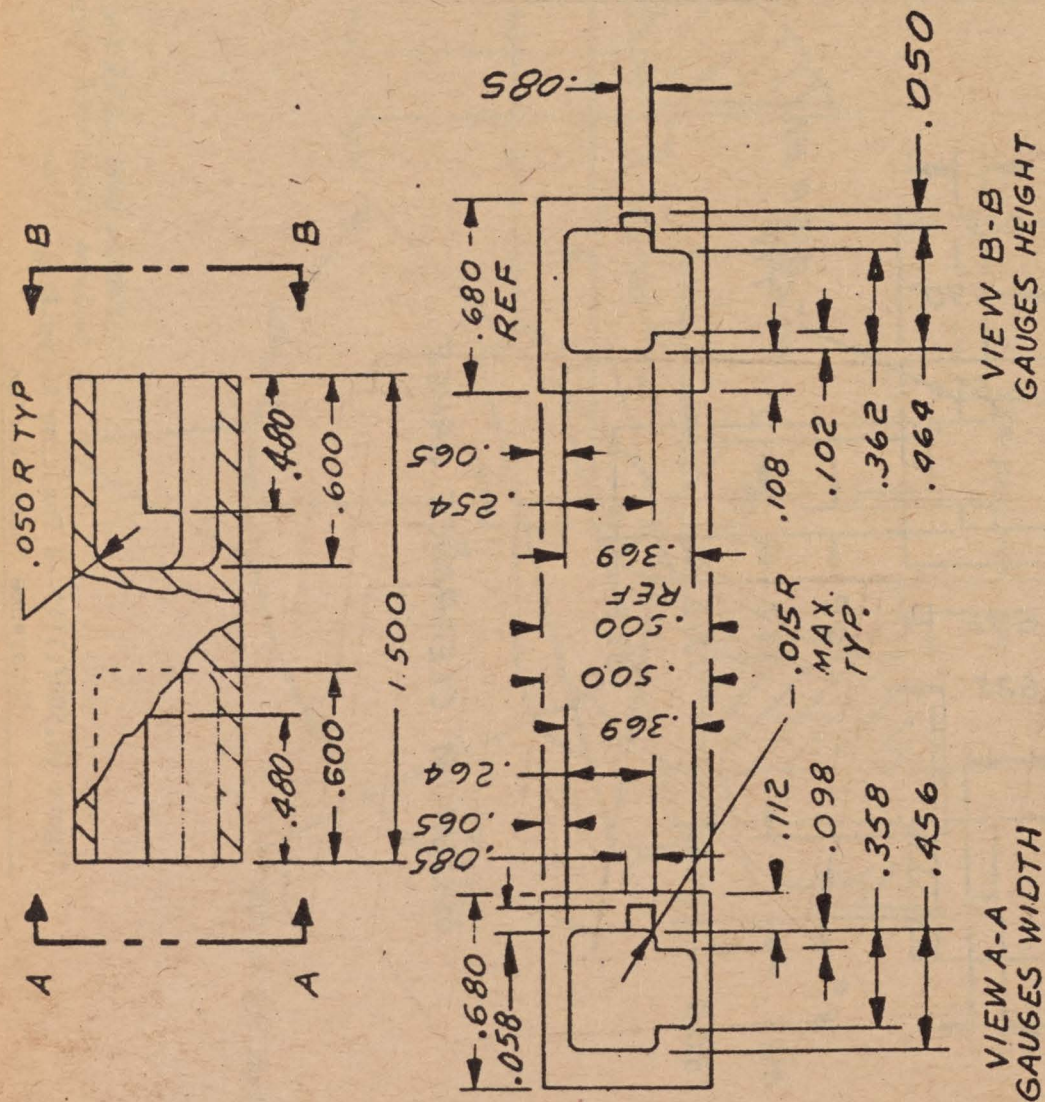 .050 R TYP
B
B
A
A
.480
.600
.480
.600
1.500
.680
REF
.085
.065
.254
.369
.500
REF
.108
.102
.362
.464
.050
VIEW B-B
GAUGES HEIGHT
.500
.369
.264
.065
.085
.680
.058
.015R
MAX.
TYP.
.112
.098
.358
.456
VIEW A-A
GAUGES WIDTH